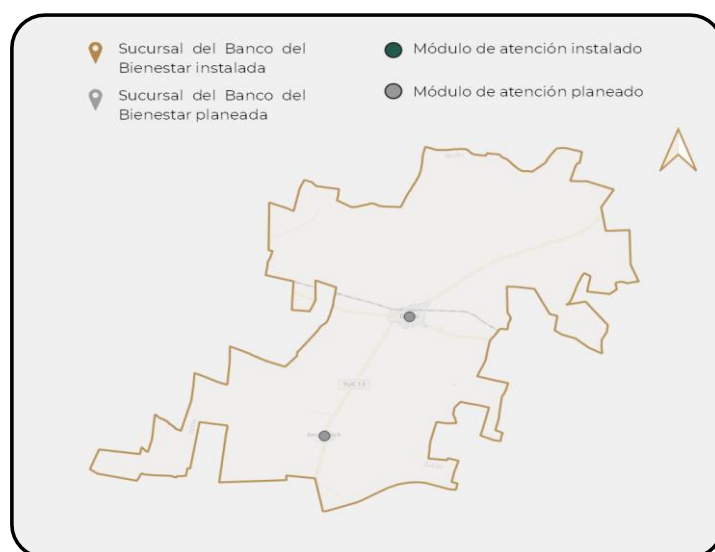 Sucursal del Banco del
Bienestar instalada
Sucursal del Banco del
Bienestar planeada
Módulo de atención instalado
Módulo de atención planeado